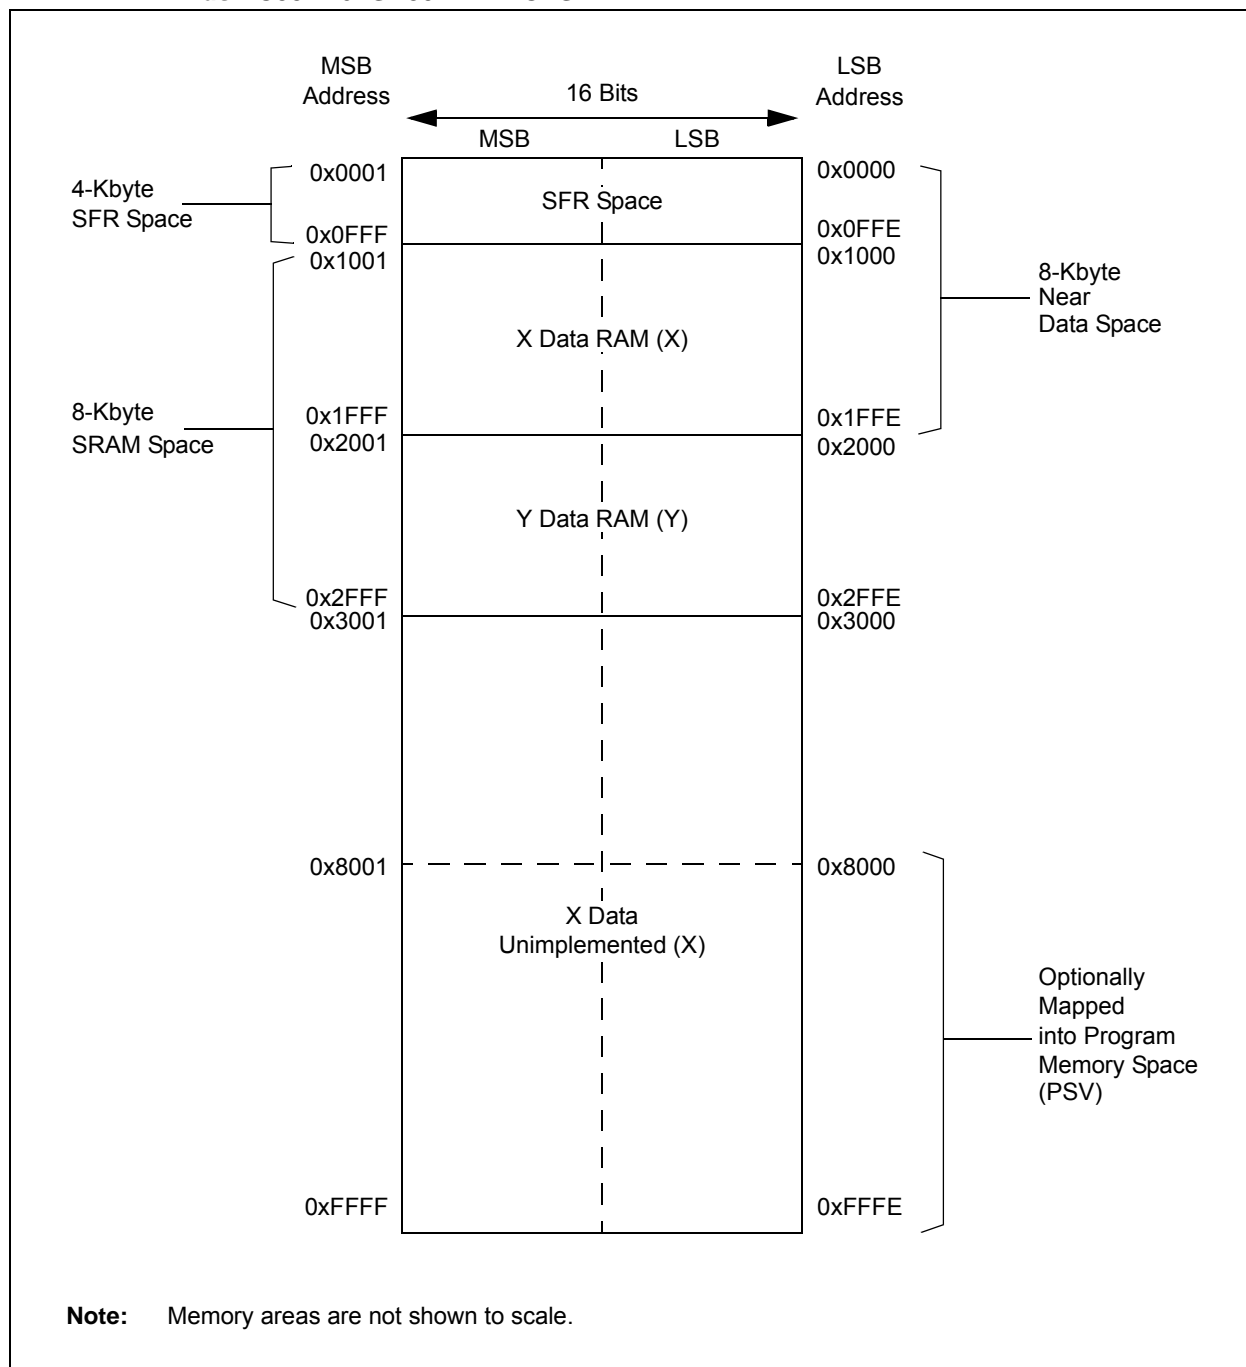 MSB
Address
16 Bits
LSB
Address
MSB
LSB
4-Kbyte
SFR Space
0x0001
0x0FFF
0x1001
SFR Space
0x0000
0x0FFE
0x1000
8-Kbyte
Near
Data Space
X Data RAM (X)
8-Kbyte
SRAM Space
0x1FFF
0x2001
0x1FFE
0x2000
Y Data RAM (Y)
0x2FFF
0x3001
0x2FFE
0x3000
0x8001
0x8000
X Data
Unimplemented (X)
Optionally
Mapped
into Program
Memory Space
(PSV)
0xFFFF
0xFFFE
Note: Memory areas are not shown to scale.